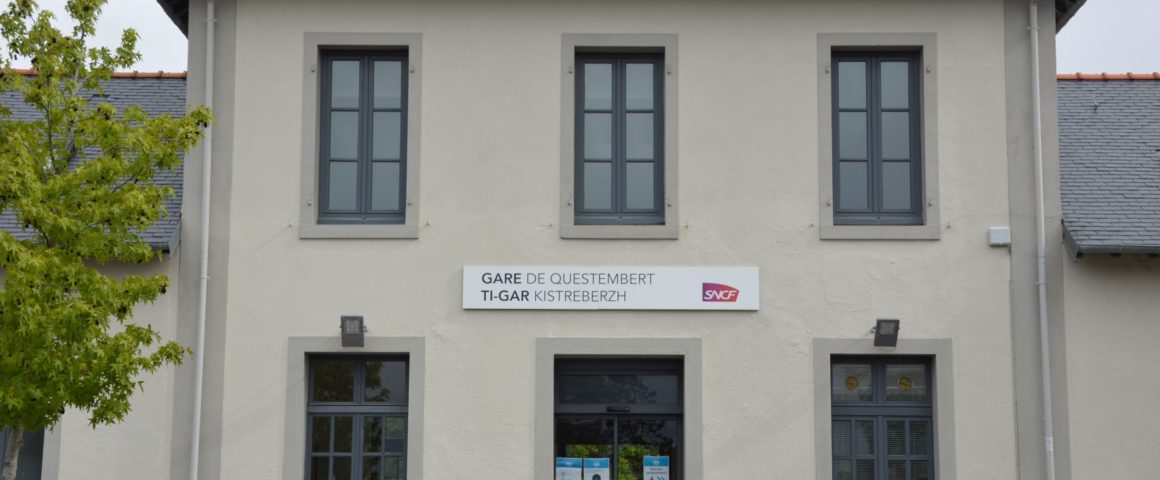 GARE DE QUESTEMBERT
TI-GAR KISTREBERZH
SNCF